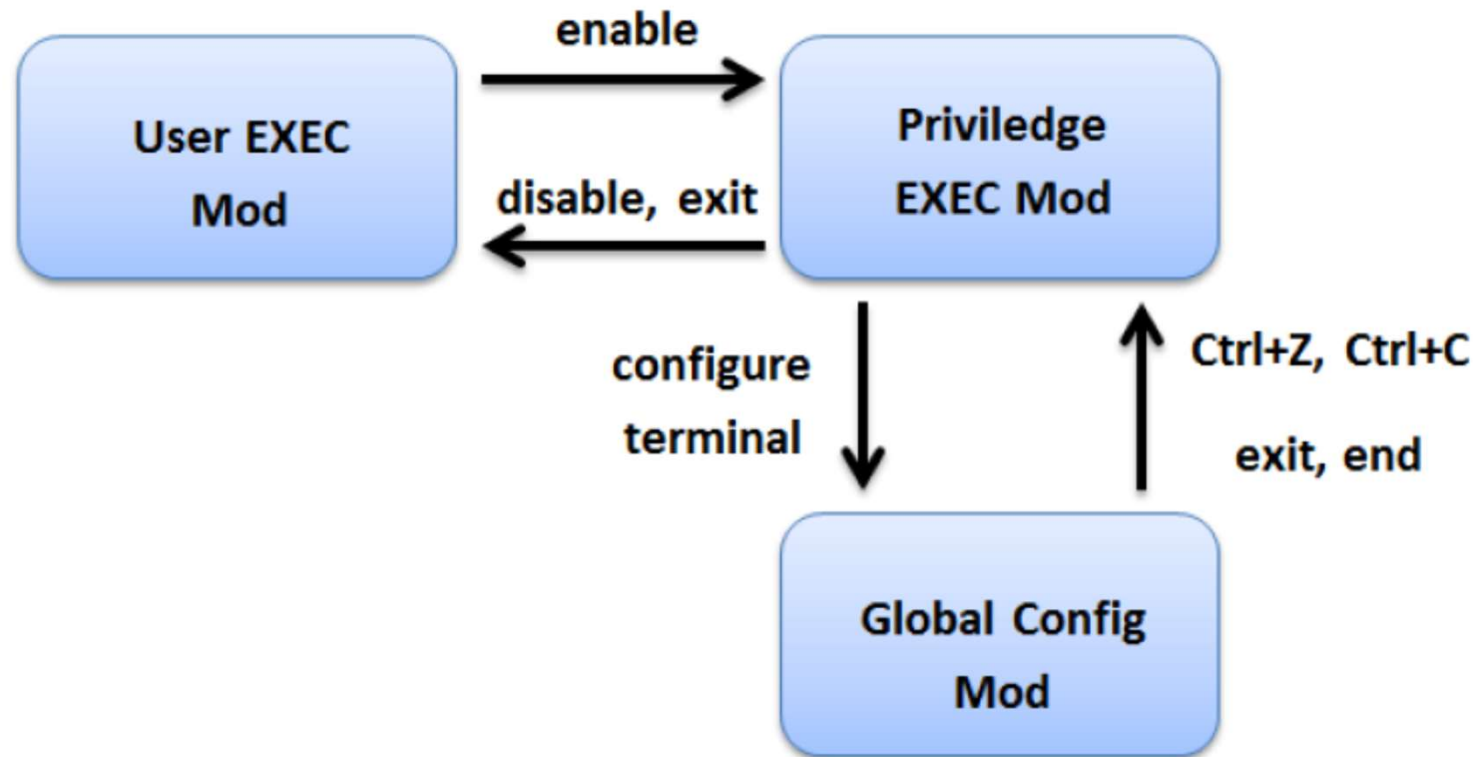 enable
User EXEC
Mod
Priviledge
EXEC Mod
disable, exit
configure
terminal
Ctrl+Z, Ctrl+C
exit, end
Global Config
Mod